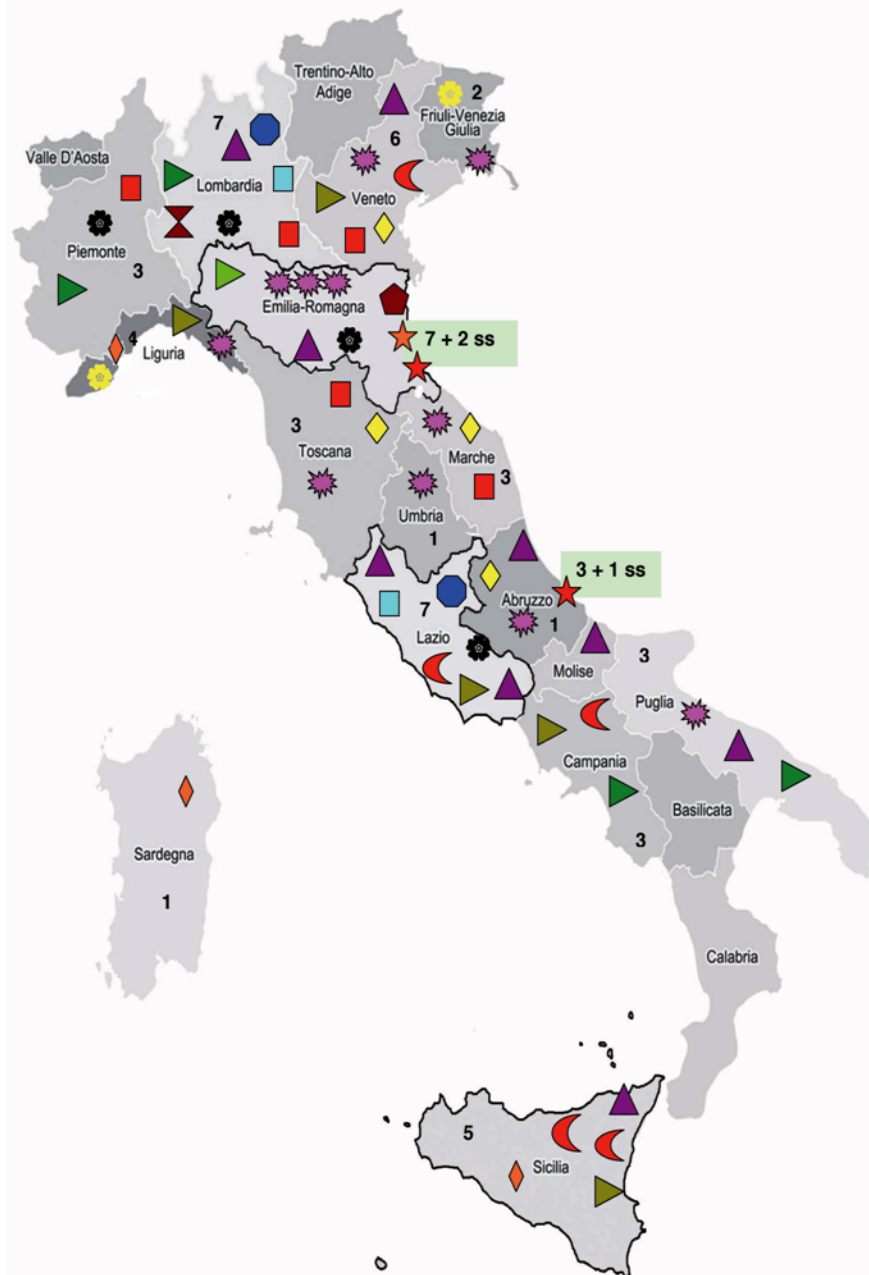 Trentino-Alto
Adige
2
Friuli-Venezia
Giulia
7
6
Valle D'Aosta
Lombardia
Veneto
Piemonte
3
Emilia-Romagna
4
Liguria
7 + 2 ss
3
Toscana
Marche
3
Umbria
1
3 + 1 ss
7
Abruzzo
1
Lazio
Molise
3
Puglia
Campania
Basilicata
3
Sardegna
1
Calabria
5
Sicilia